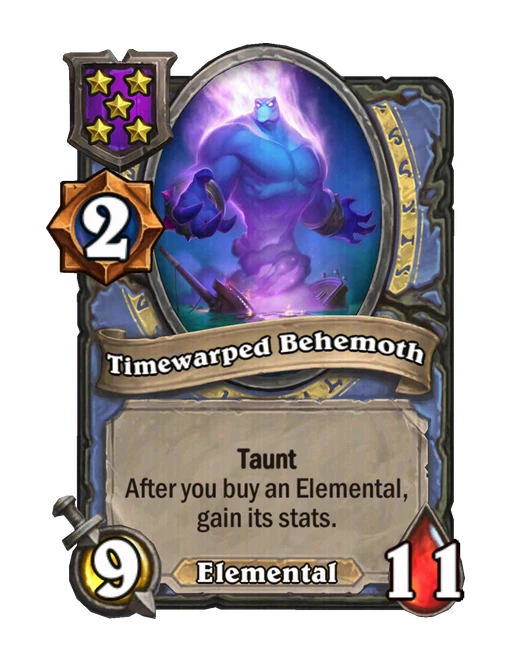 2
Timewarped Behemoth
Taunt
After you buy an Elemental,
gain its stats.
9
Elemental
11